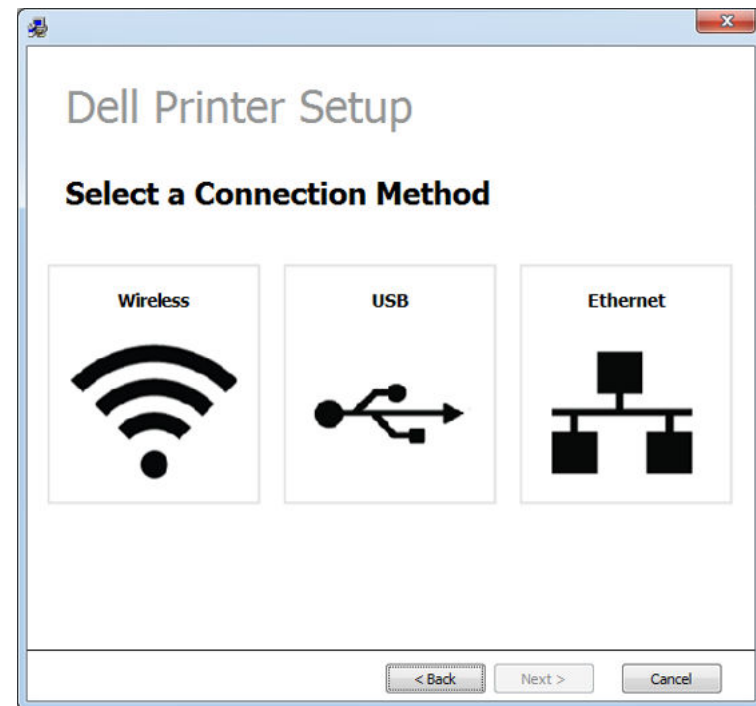 Dell Printer Setup
Select a Connection Method
Wireless USB Ethernet
< Back Next > Cancel